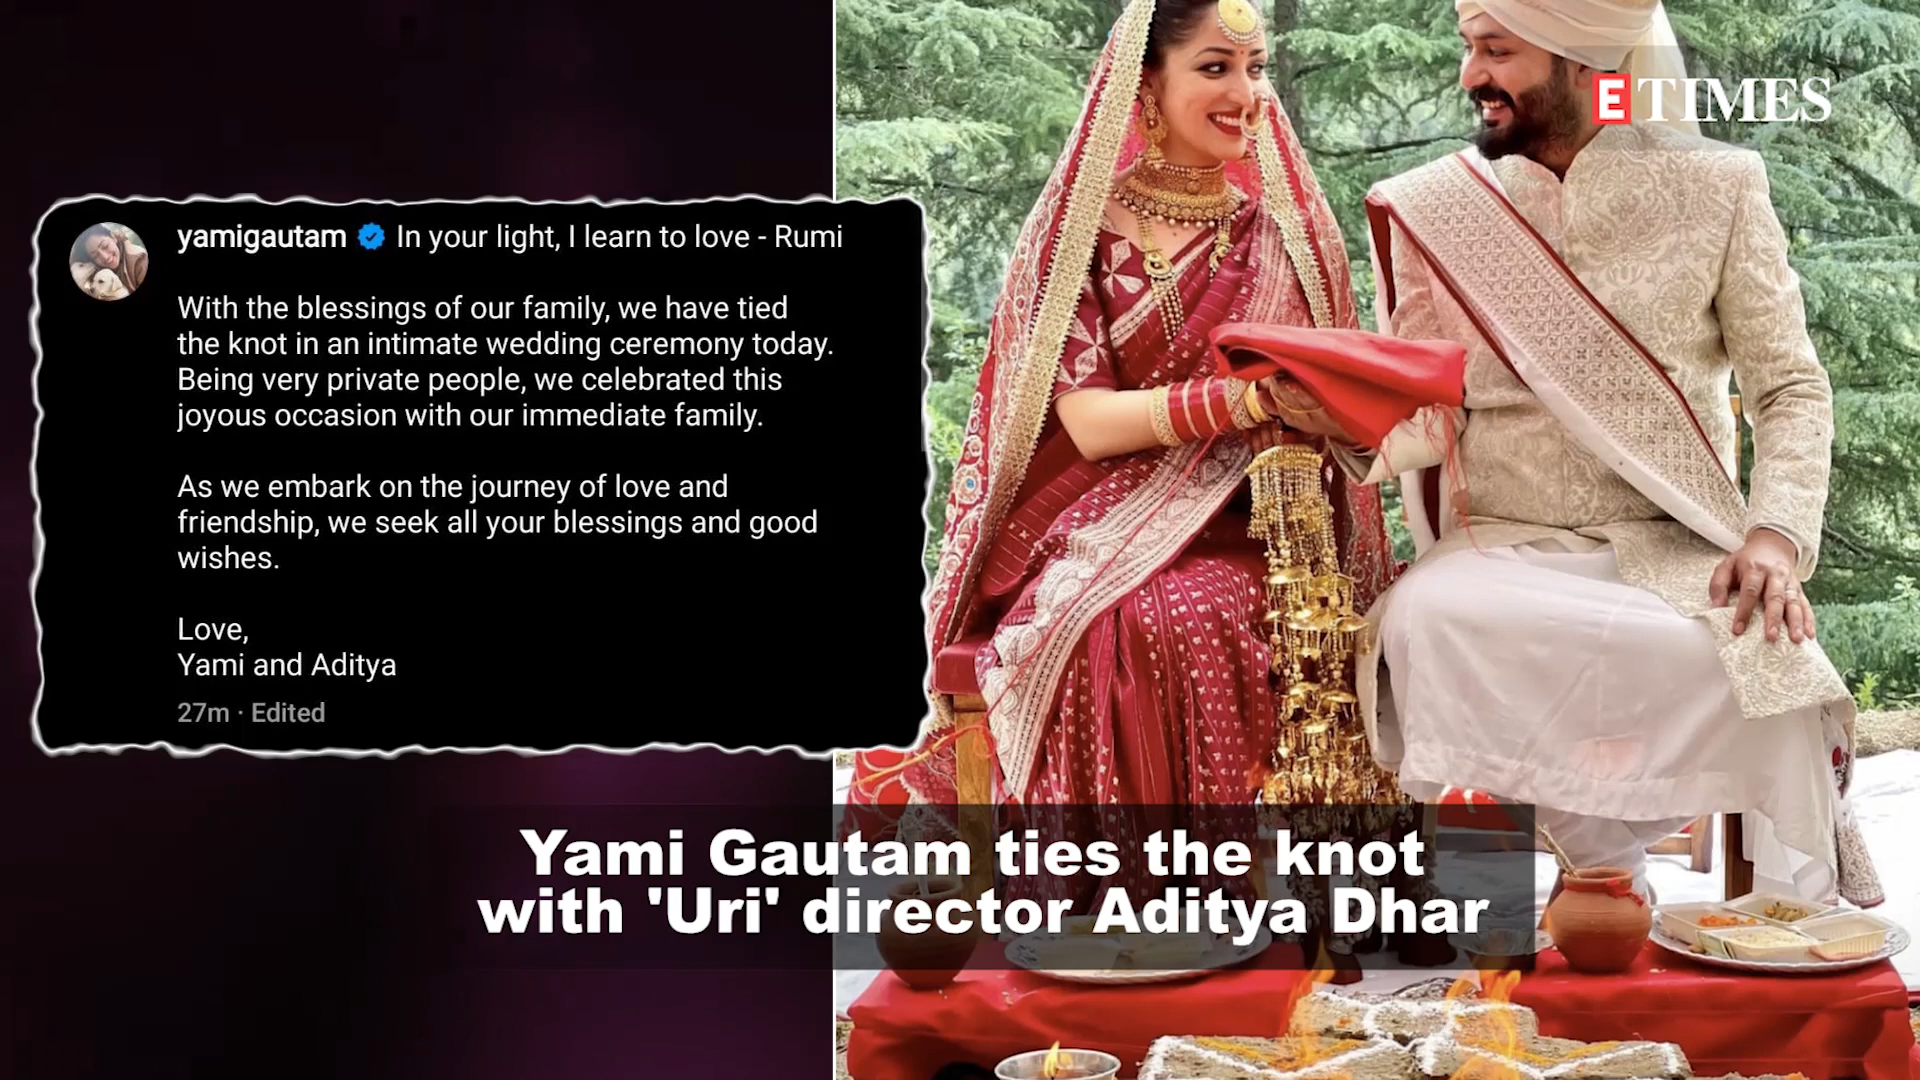 ETIMES
yamigautam In your light, I learn to love - Rumi
With the blessings of our family, we have tied
the knot in an intimate wedding ceremony today.
Being very private people, we celebrated this
joyous occasion with our immediate family.
As we embark on the journey of love and
friendship, we seek all your blessings and good
wishes.
Love,
Yami and Aditya
27m · Edited
Yami Gautam ties the knot
with 'Uri' director Aditya Dhar